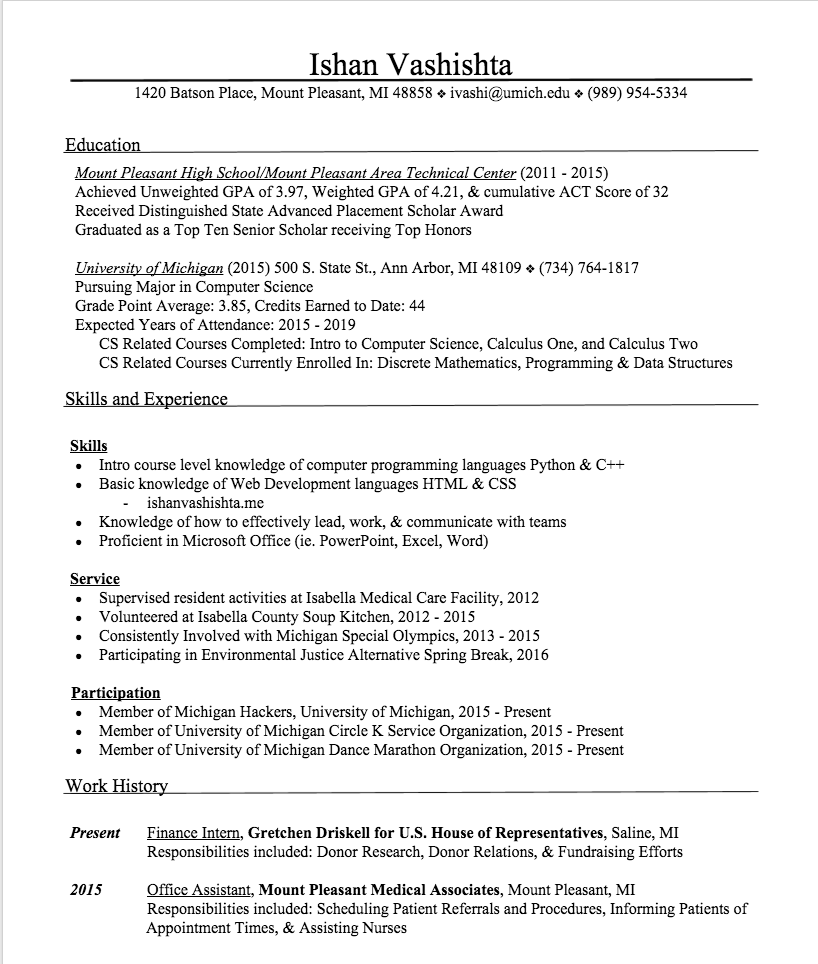 Ishan Vashishta
1420 Batson Place, Mount Pleasant, MI 48858 ❖ ivashi@umich.edu ❖ (989) 954-5334
Education
Mount Pleasant High School/Mount Pleasant Area Technical Center (2011 - 2015)
Achieved Unweighted GPA of 3.97, Weighted GPA of 4.21, & cumulative ACT Score of 32
Received Distinguished State Advanced Placement Scholar Award
Graduated as a Top Ten Senior Scholar receiving Top Honors
University of Michigan (2015) 500 S. State St., Ann Arbor, MI 48109 ❖ (734) 764-1817
Pursuing Major in Computer Science
Grade Point Average: 3.85, Credits Earned to Date: 44
Expected Years of Attendance: 2015 - 2019
CS Related Courses Completed: Intro to Computer Science, Calculus One, and Calculus Two
CS Related Courses Currently Enrolled In: Discrete Mathematics, Programming & Data Structures
Skills and Experience
Skills
• Intro course level knowledge of computer programming languages Python & C++
• Basic knowledge of Web Development languages HTML & CSS
- ishanvashishta.me
• Knowledge of how to effectively lead, work, & communicate with teams
• Proficient in Microsoft Office (ie. PowerPoint, Excel, Word)
Service
• Supervised resident activities at Isabella Medical Care Facility, 2012
• Volunteered at Isabella County Soup Kitchen, 2012 - 2015
• Consistently Involved with Michigan Special Olympics, 2013 - 2015
• Participating in Environmental Justice Alternative Spring Break, 2016
Participation
• Member of Michigan Hackers, University of Michigan, 2015 - Present
• Member of University of Michigan Circle K Service Organization, 2015 - Present
• Member of University of Michigan Dance Marathon Organization, 2015 - Present
Work History
Present Finance Intern, Gretchen Driskell for U.S. House of Representatives, Saline, MI
Responsibilities included: Donor Research, Donor Relations, & Fundraising Efforts
2015 Office Assistant, Mount Pleasant Medical Associates, Mount Pleasant, MI
Responsibilities included: Scheduling Patient Referrals and Procedures, Informing Patients of
Appointment Times, & Assisting Nurses